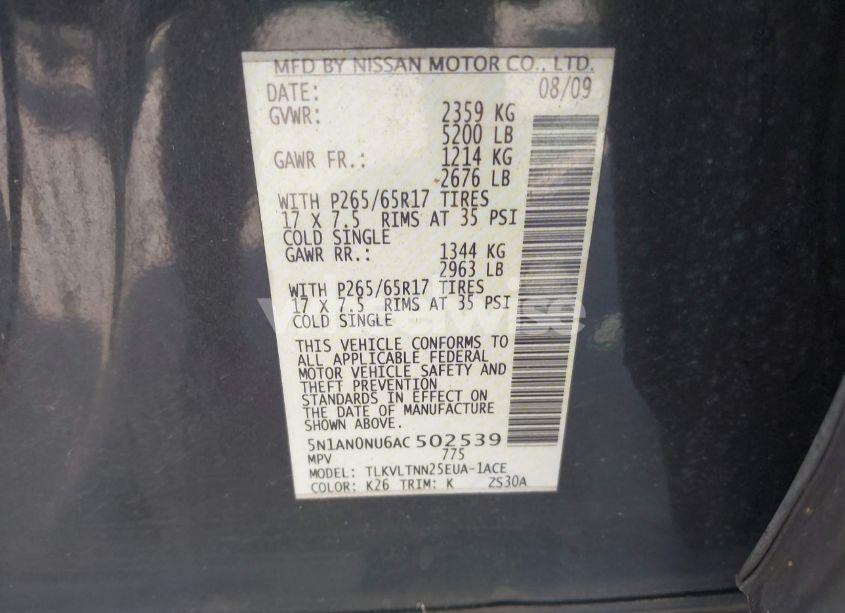 MFD BY NISSAN MOTOR CO., LTD.
DATE: 08/09
GVWR: 2359 KG
5200 LB
GAWR FR.: 1214 KG
2676 LB
WITH P265/65R17 TIRES
17 X 7.5 RIMS AT 35 PSI
COLD SINGLE
GAWR RR.: 1344 KG
2963 LB
WITH P265/65R17 TIRES
17 X 7.5 RIMS AT 35 PSI
COLD SINGLE
THIS VEHICLE CONFORMS TO
ALL APPLICABLE FEDERAL
MOTOR VEHICLE SAFETY AND
THEFT PREVENTION
STANDARDS IN EFFECT ON
THE DATE OF MANUFACTURE
SHOWN ABOVE.
5N1AN0NU6AC 502539
MPV 775
MODEL: TLKVLTNN25EUA-1ACE
COLOR: K26 TRIM: K ZS30A